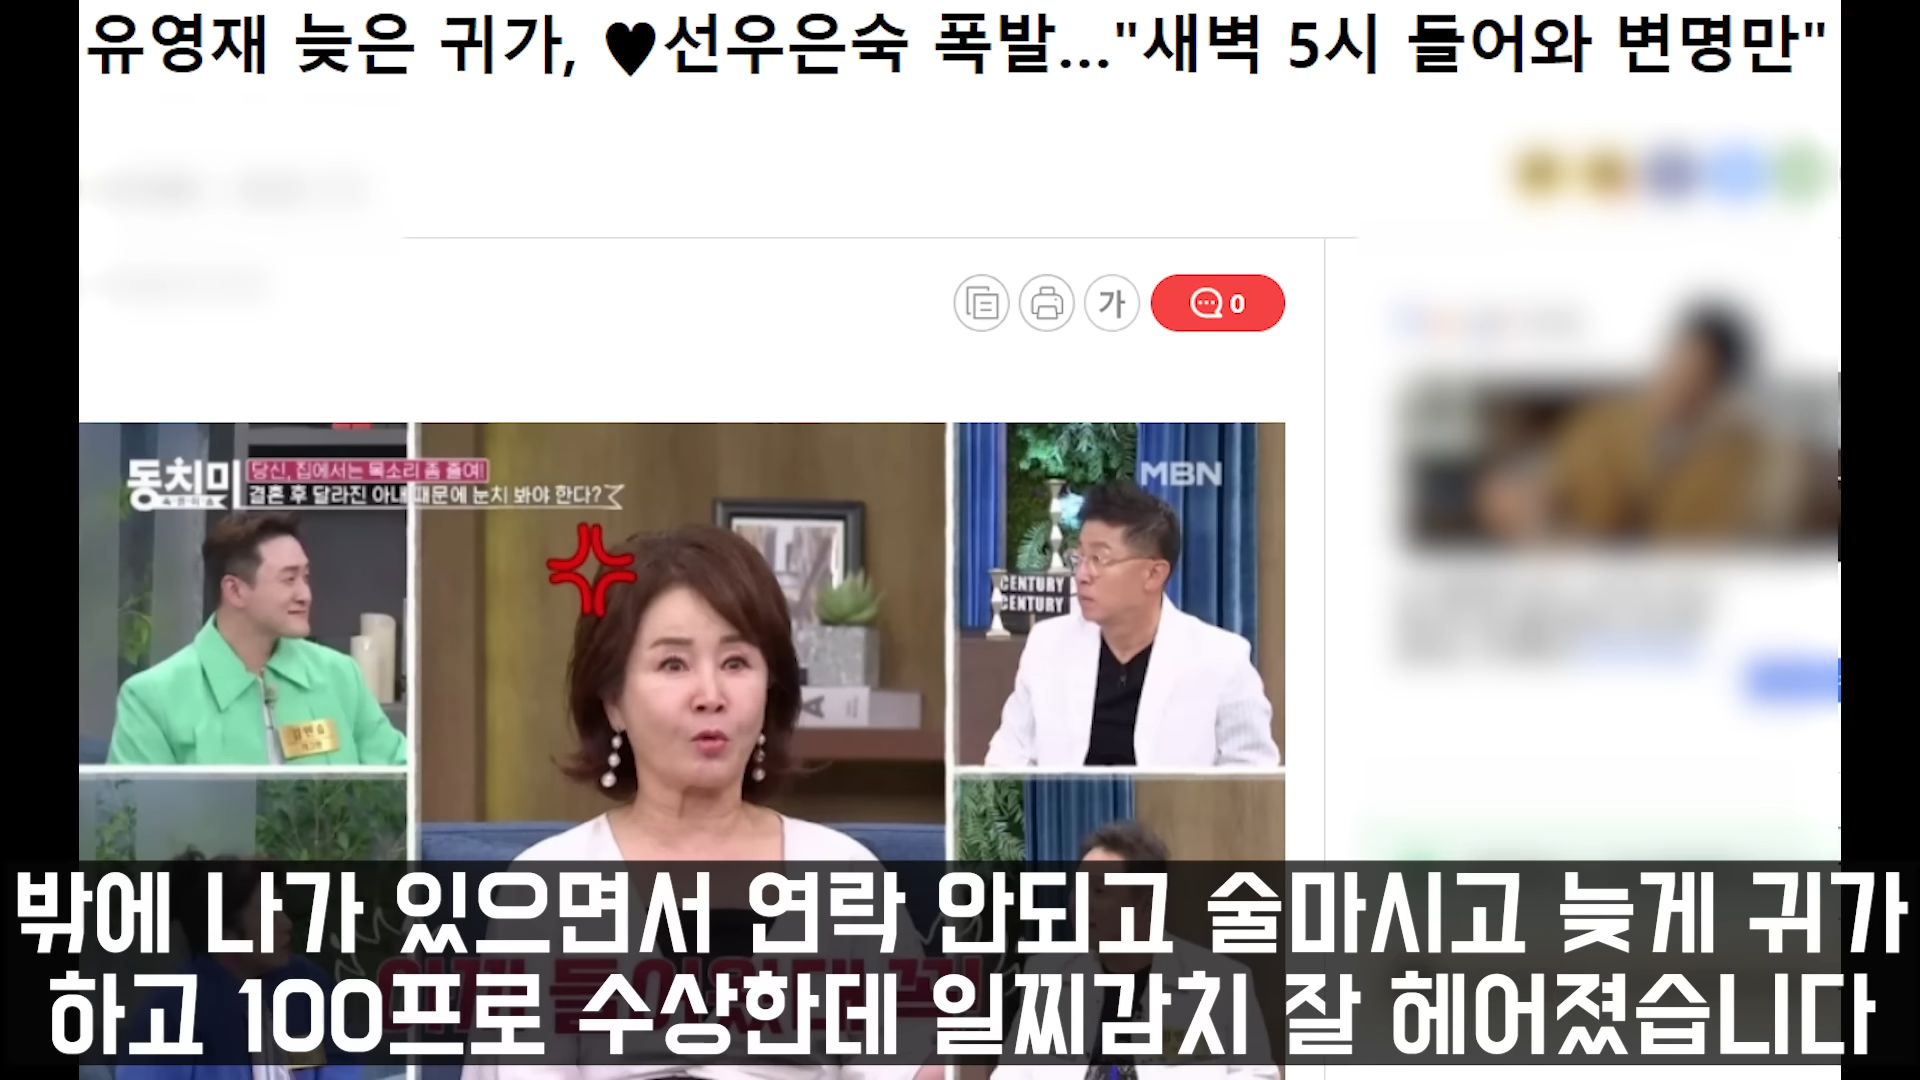 유영재 늦은 귀가, ♥선우은숙 폭발..."새벽 5시 들어와 변명만"
가
0
동치미
당신, 집에서는 목소리 좀 줄여!
결혼 후 달라진 아내 때문에 눈치 봐야 한다?
MBN
CENTURY
CENTURY
A
밖에 나가 있으면서 연락 안되고 술마시고 늦게 귀가
하고 100프로 수상한데 일찌감치 잘 헤어졌습니다